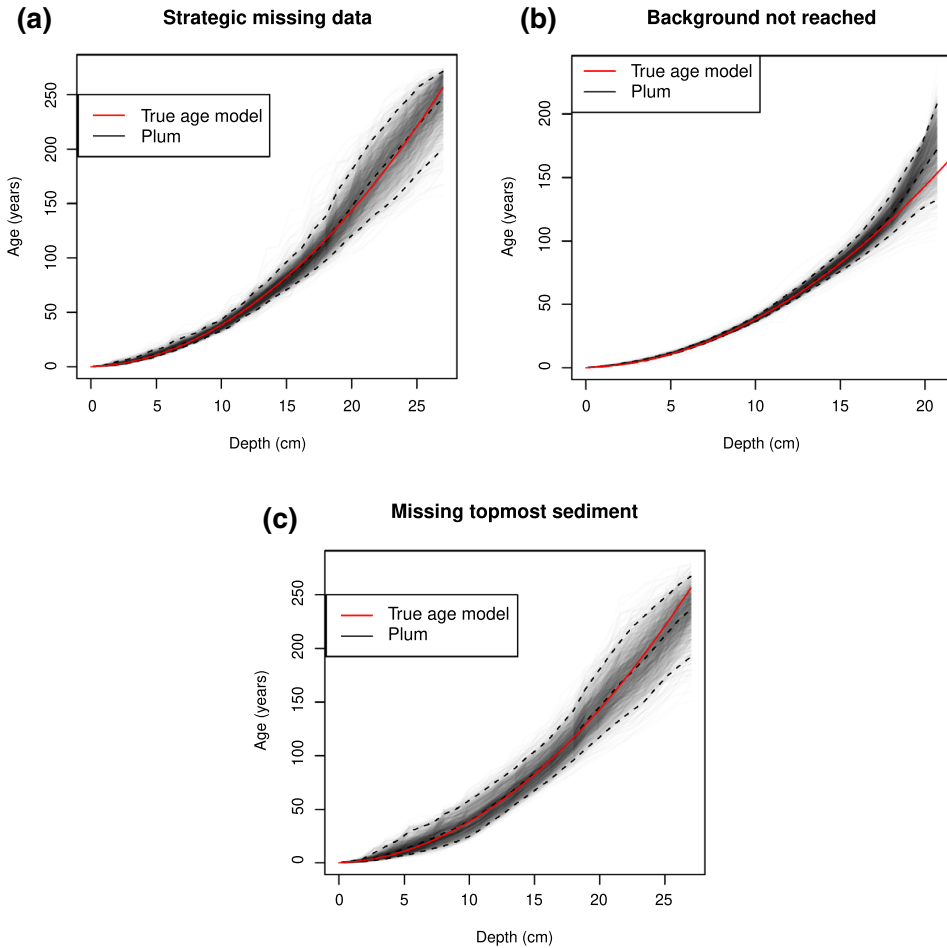 (a)
Strategic missing data
True age model
Plum
Age (years)
0 50 100 150 200 250
0 5 10 15 20 25
Depth (cm)
(b)
Background not reached
True age model
Plum
Age (years)
0 50 100 150 200
0 5 10 15 20
Depth (cm)
(c)
Missing topmost sediment
True age model
Plum
Age (years)
0 50 100 150 200 250
0 5 10 15 20 25
Depth (cm)